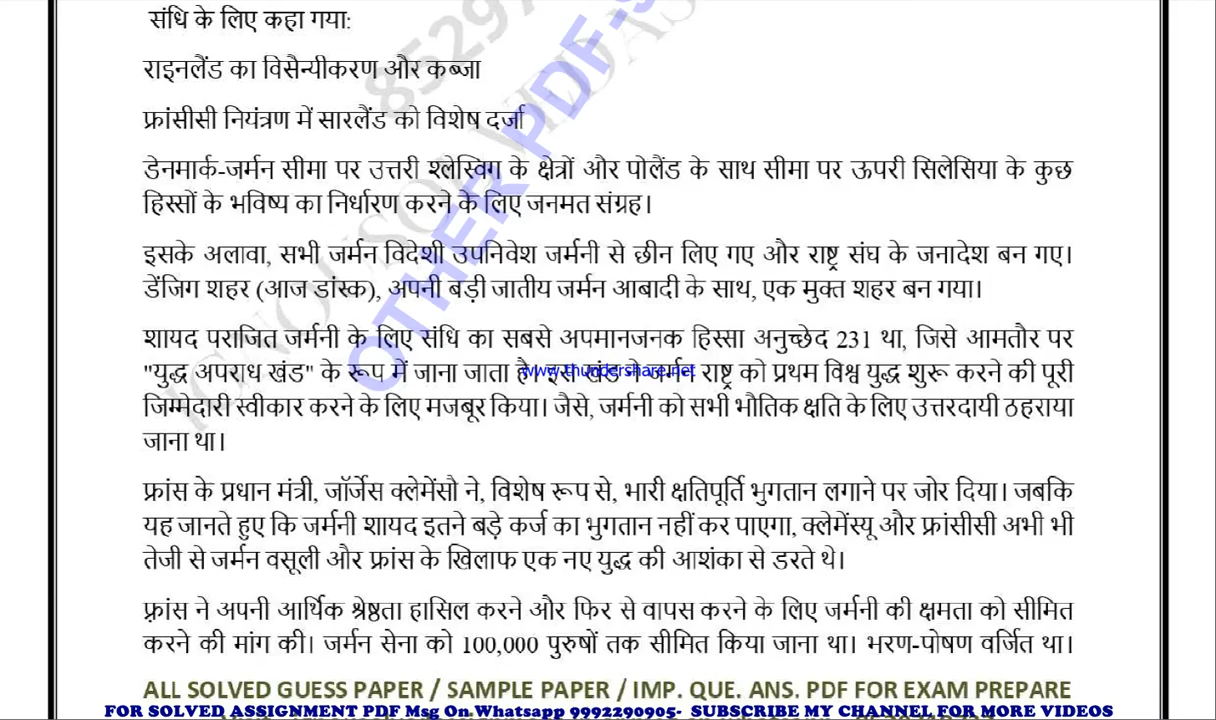 संधि के लिए कहा गया:
राइनलैंड का विसैन्यीकरण और कब्जा
फ्रांसीसी नियंत्रण में सारलैंड को विशेष दर्जा
डेनमार्क-जर्मन सीमा पर उत्तरी श्लेस्विग के क्षेत्रों और पोलैंड के साथ सीमा पर ऊपरी सिलेसिया के कुछ
हिस्सों के भविष्य का निर्धारण करने के लिए जनमत संग्रह।
इसके अलावा, सभी जर्मन विदेशी उपनिवेश जर्मनी से छीन लिए गए और राष्ट्र संघ के जनादेश बन गए।
डेंजिग शहर (आज डांस्क), अपनी बड़ी जातीय जर्मन आबादी के साथ, एक मुक्त शहर बन गया।
शायद पराजित जर्मनी के लिए संधि का सबसे अपमानजनक हिस्सा अनुच्छेद 231 था, जिसे आमतौर पर
"युद्ध अपराध खंड" के रूप में जाना जाता है। इस खंड ने जर्मन राष्ट्र को प्रथम विश्व युद्ध शुरू करने की पूरी
www.thundershare.net
जिम्मेदारी स्वीकार करने के लिए मजबूर किया। जैसे, जर्मनी को सभी भौतिक क्षति के लिए उत्तरदायी ठहराया
जाना था।
फ्रांस के प्रधान मंत्री, जॉर्जेस क्लेमेंसौ ने, विशेष रूप से, भारी क्षतिपूर्ति भुगतान लगाने पर जोर दिया। जबकि
यह जानते हुए कि जर्मनी शायद इतने बड़े कर्ज का भुगतान नहीं कर पाएगा, क्लेमेंस्यू और फ्रांसीसी अभी भी
तेजी से जर्मन वसूली और फ्रांस के खिलाफ एक नए युद्ध की आशंका से डरते थे।
फ़्रांस ने अपनी आर्थिक श्रेष्ठता हासिल करने और फिर से वापस करने के लिए जर्मनी की क्षमता को सीमित
करने की मांग की। जर्मन सेना को 100,000 पुरुषों तक सीमित किया जाना था। भरण-पोषण वर्जित था।
ALL SOLVED GUESS PAPER / SAMPLE PAPER / IMP. QUE. ANS. PDF FOR EXAM PREPARE
FOR SOLVED ASSIGNMENT PDF Msg On Whatsapp 9992290905- SUBSCRIBE MY CHANNEL FOR MORE VIDEOS
OTHER PDF